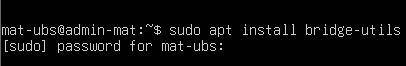 mat-ubs@admin-mat:~$ sudo apt install bridge-utils
[sudo] password for mat-ubs: